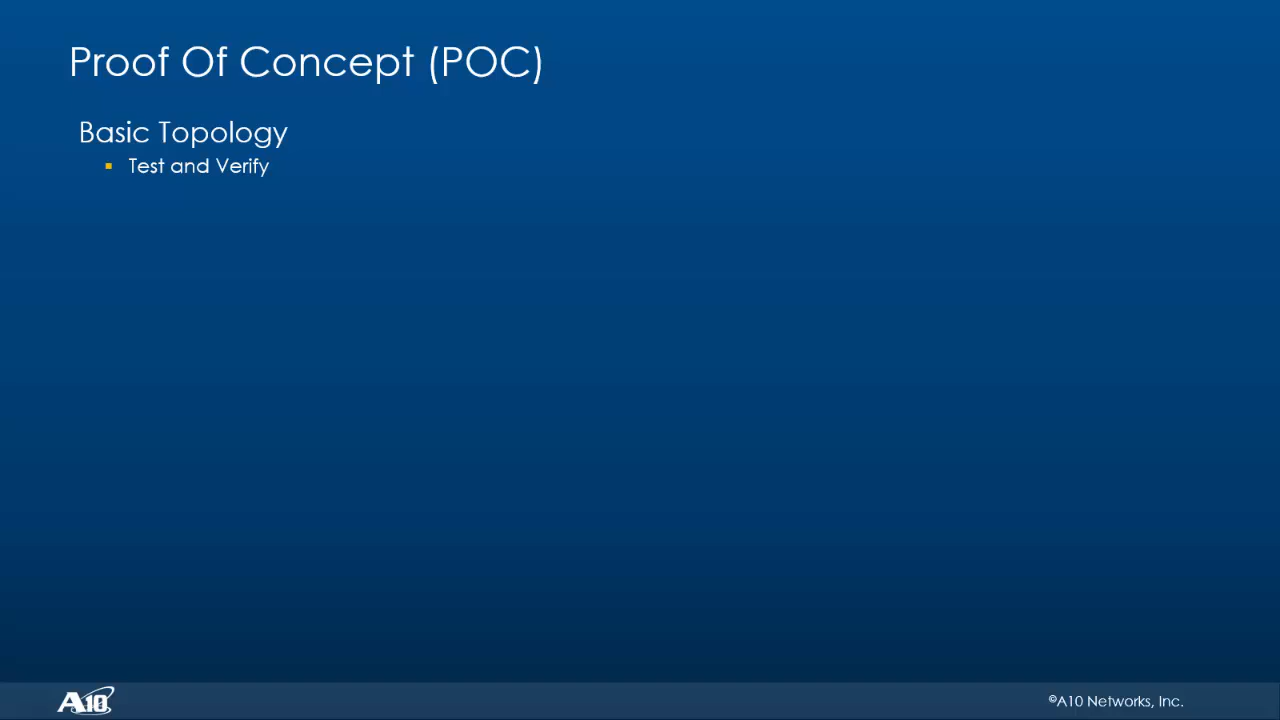 Proof Of Concept (POC)
Basic Topology
Test and Verify
A10
©A10 Networks, Inc.